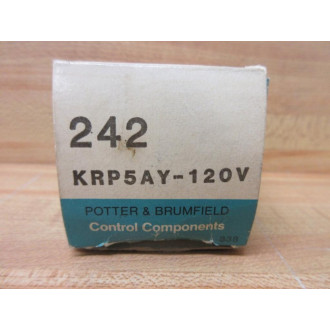 242
KRP5AY-120V
POTTER & BRUMFIELD
Control Components